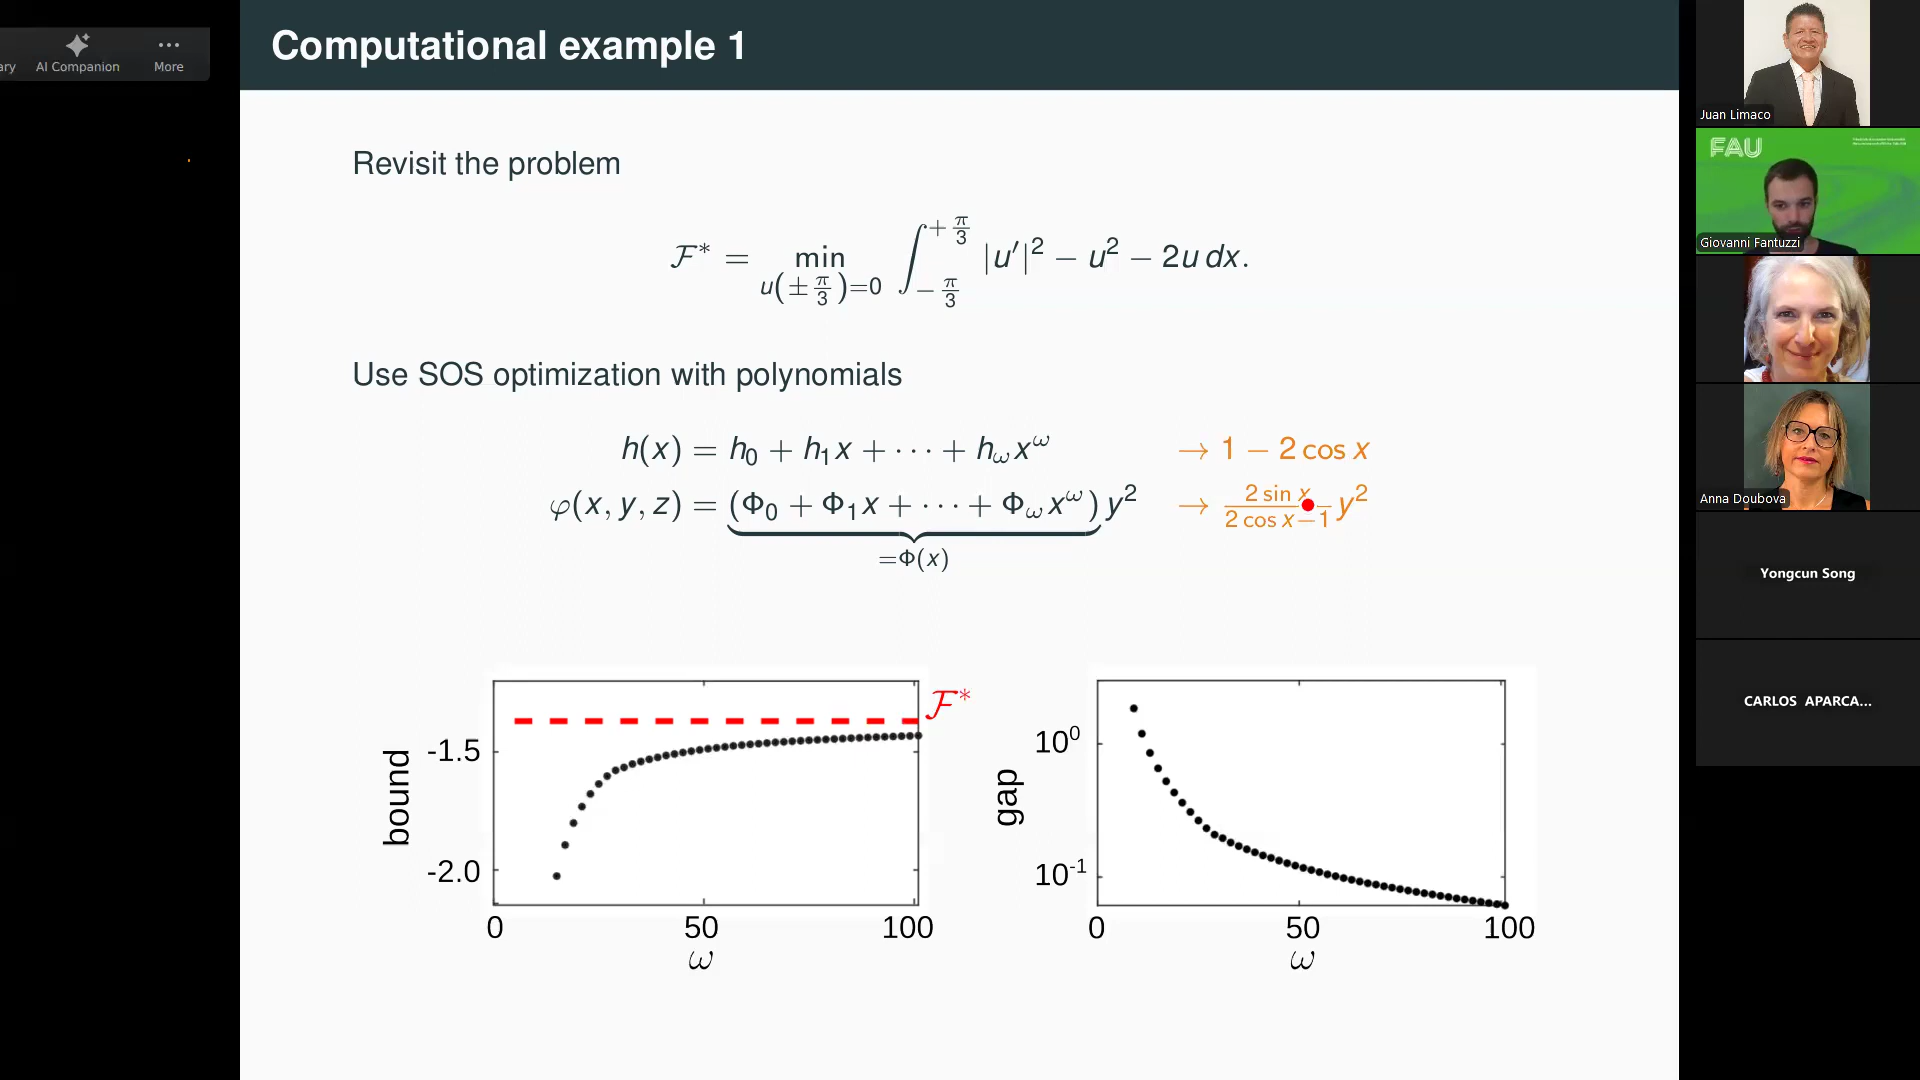 Computational example 1
ary
AI Companion
More
Revisit the problem
ℱ* = min_{u(±π/3)=0} ∫_{−π/3}^{+π/3} |u′|² − u² − 2u dx.
Use SOS optimization with polynomials
h(x) = h₀ + h₁x + ⋯ + h_ω x^ω → 1 − 2 cos x
φ(x, y, z) = (Φ₀ + Φ₁x + ⋯ + Φ_ω x^ω) y² → \frac{2 sin x}{2 cos x−1} y²
=Φ(x)
ℱ*
bound
-1.5
-2.0
0 50 100
ω
gap
10⁰
10⁻¹
0 50 100
ω
Juan Limaco
FAU
Giovanni Fantuzzi
Anna Doubova
Yongcun Song
CARLOS APARCA...